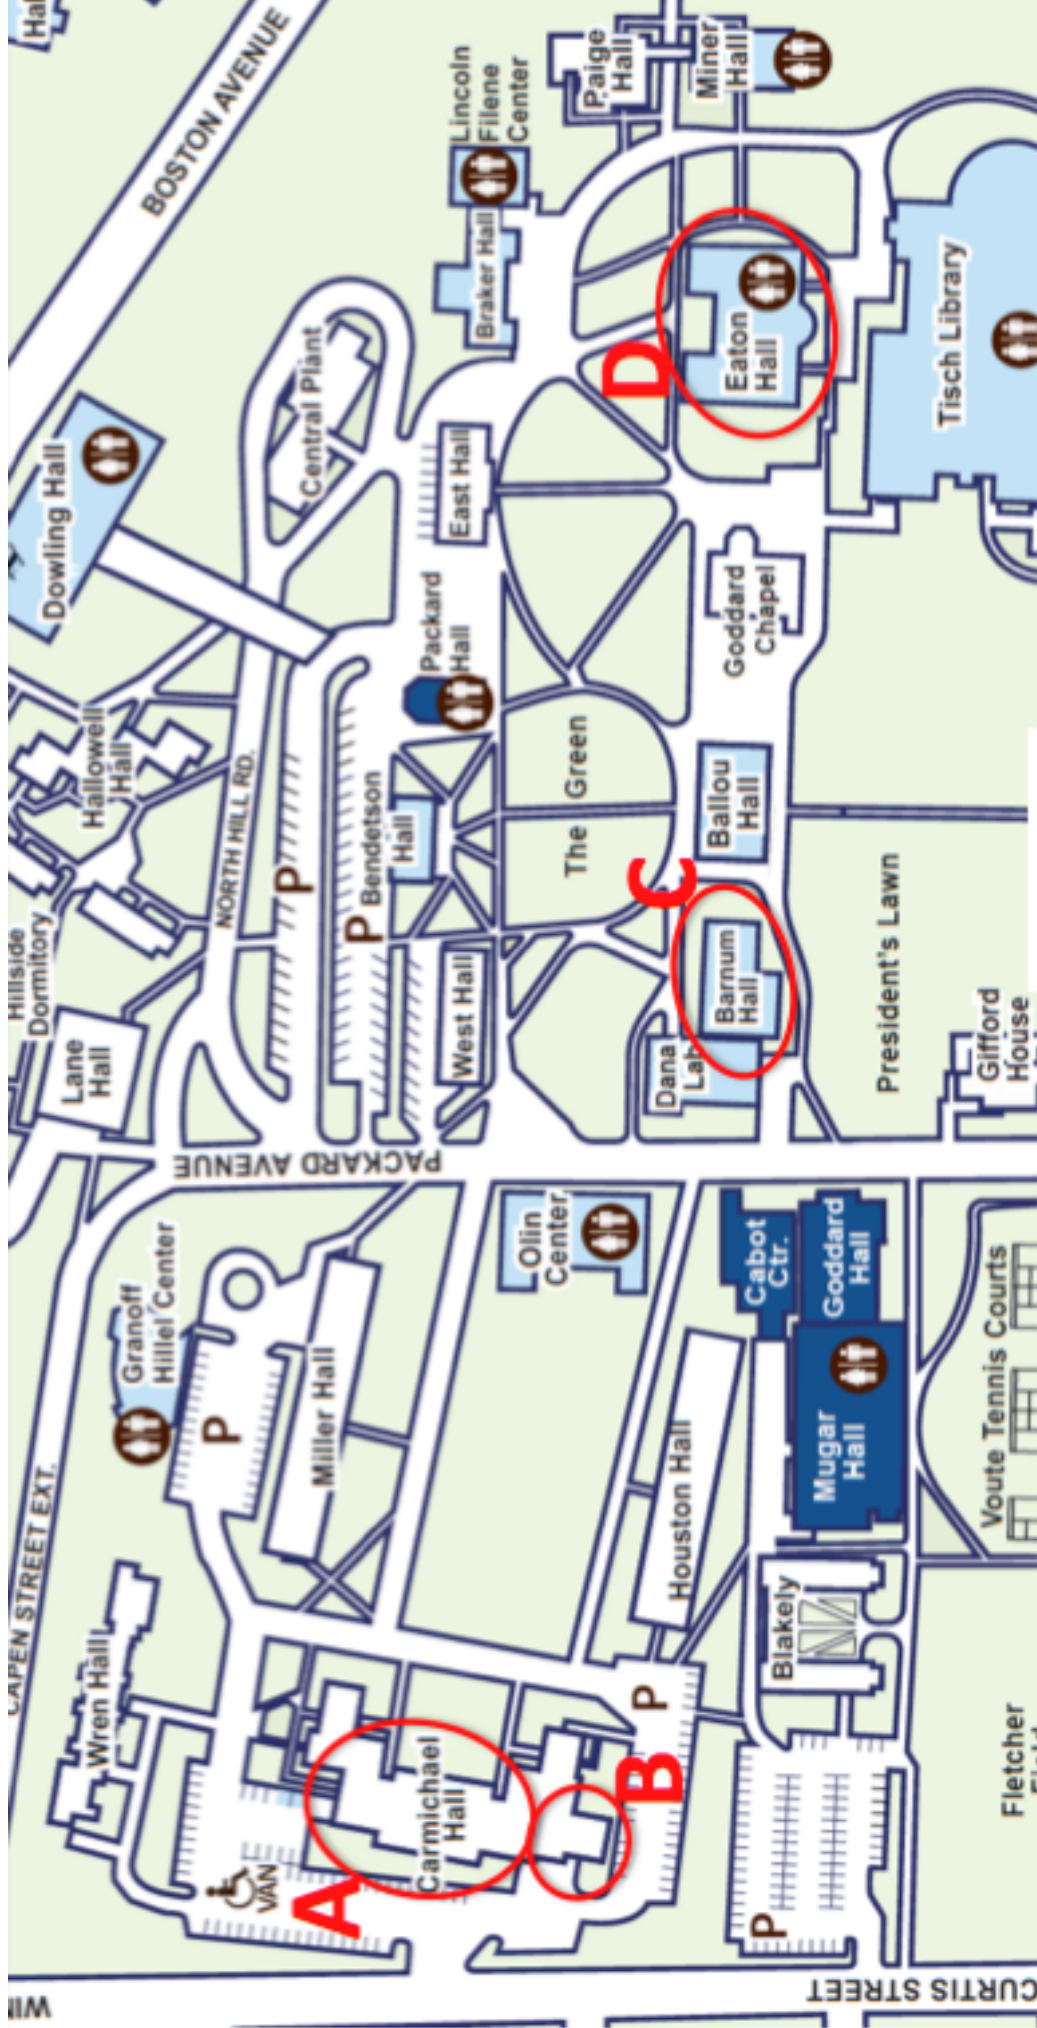 WIN
CAPEN STREET EXT.
Hillside
Dormitory
Hal
Wren Hall
Granoff
Hillel Center
Lane
Hall
Hallowell
Hall
Dowling Hall
BOSTON AVENUE
VAN
P
PACKARD AVENUE
NORTH HILL RD.
P
A
Miller Hall
P
Central Plant
Carmichael
Hall
Bendetson
Hall
Packard
Hall
West Hall
East Hall
Braker Hall
Lincoln
Filene
Center
Olin
Center
The Green
Paige
Hall
B
P
C
D
Houston Hall
Dana
Lab
Barnum
Hall
Ballou
Hall
Goddard
Chapel
Eaton
Hall
Miner
Hall
P
Blakely
Cabot
Ctr.
Mugar
Hall
Goddard
Hall
President's Lawn
Tisch Library
CURTIS STREET
Fletcher
Voute Tennis Courts
Gifford
House